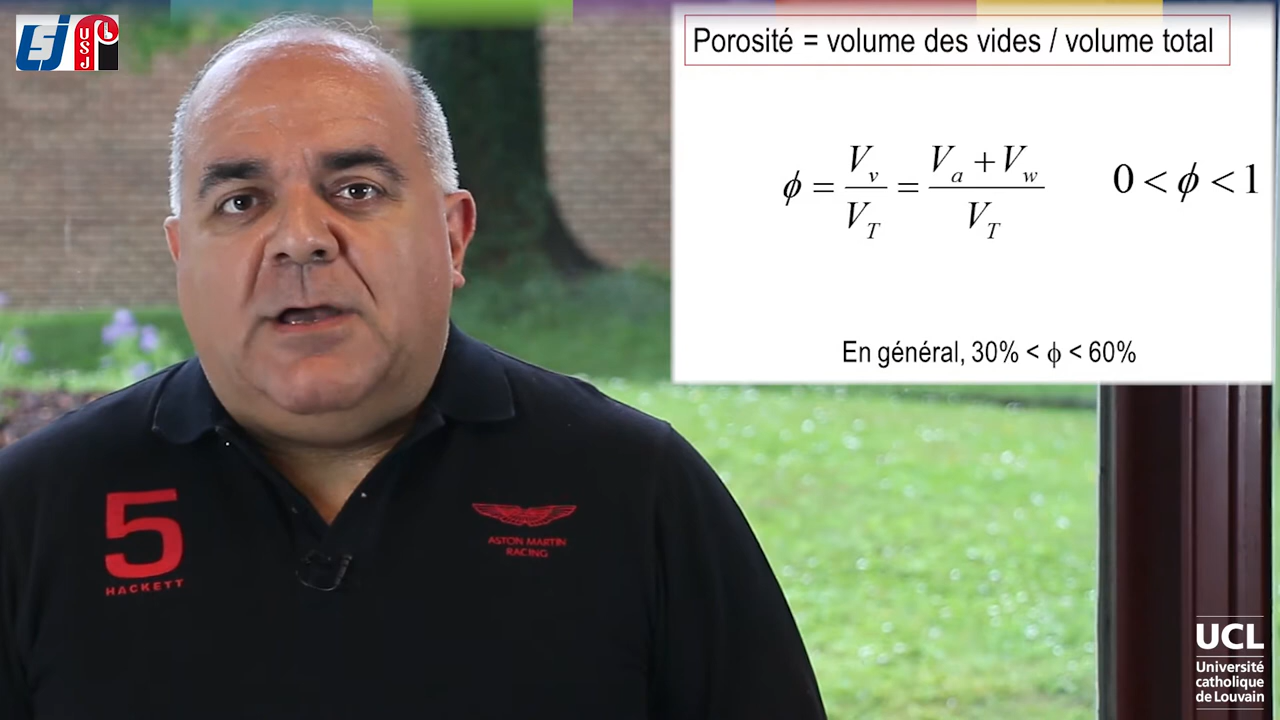 USJ
Porosité = volume des vides / volume total
ϕ = V_v / V_T = (V_a + V_w) / V_T
0 < ϕ < 1
En général, 30% < ϕ < 60%
5
HACKETT
ASTON MARTIN
RACING
UCL
Université
catholique
de Louvain